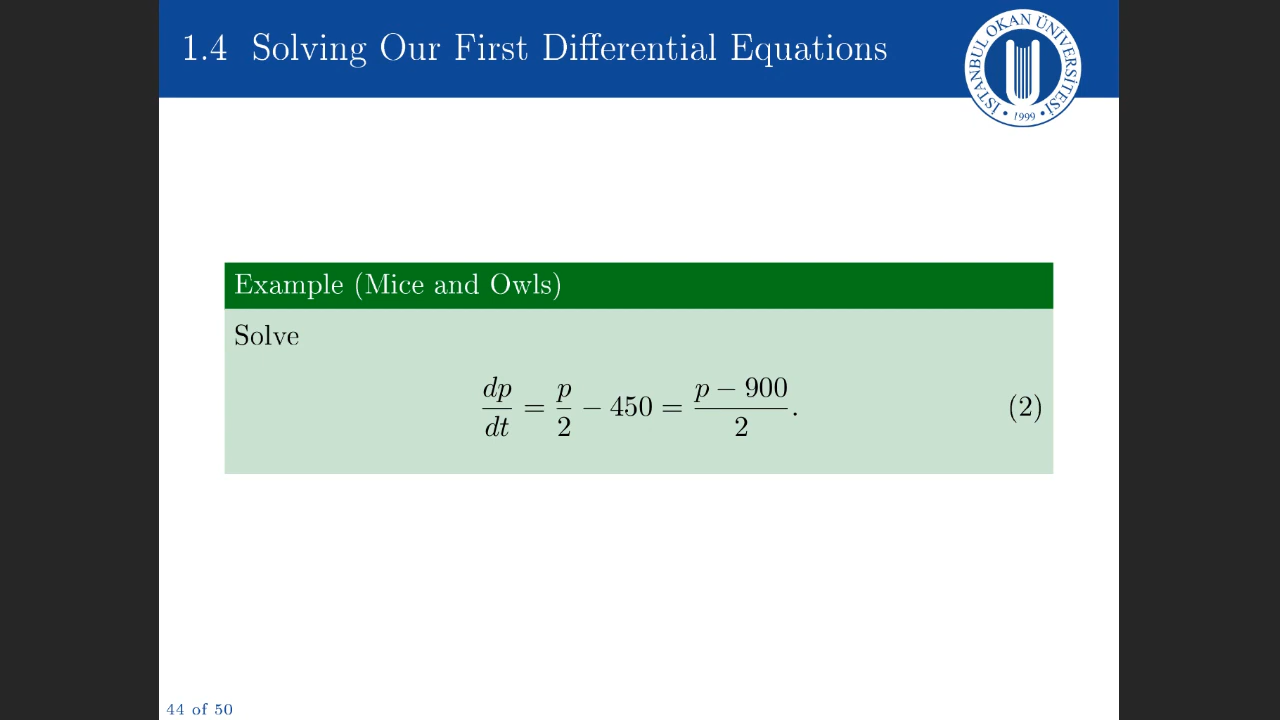 1.4 Solving Our First Differential Equations
İSTANBUL OKAN ÜNİVERSİTESİ
• 1999 •
Example (Mice and Owls)
Solve
dp/dt = p/2 − 450 = (p − 900)/2. (2)
44 of 50